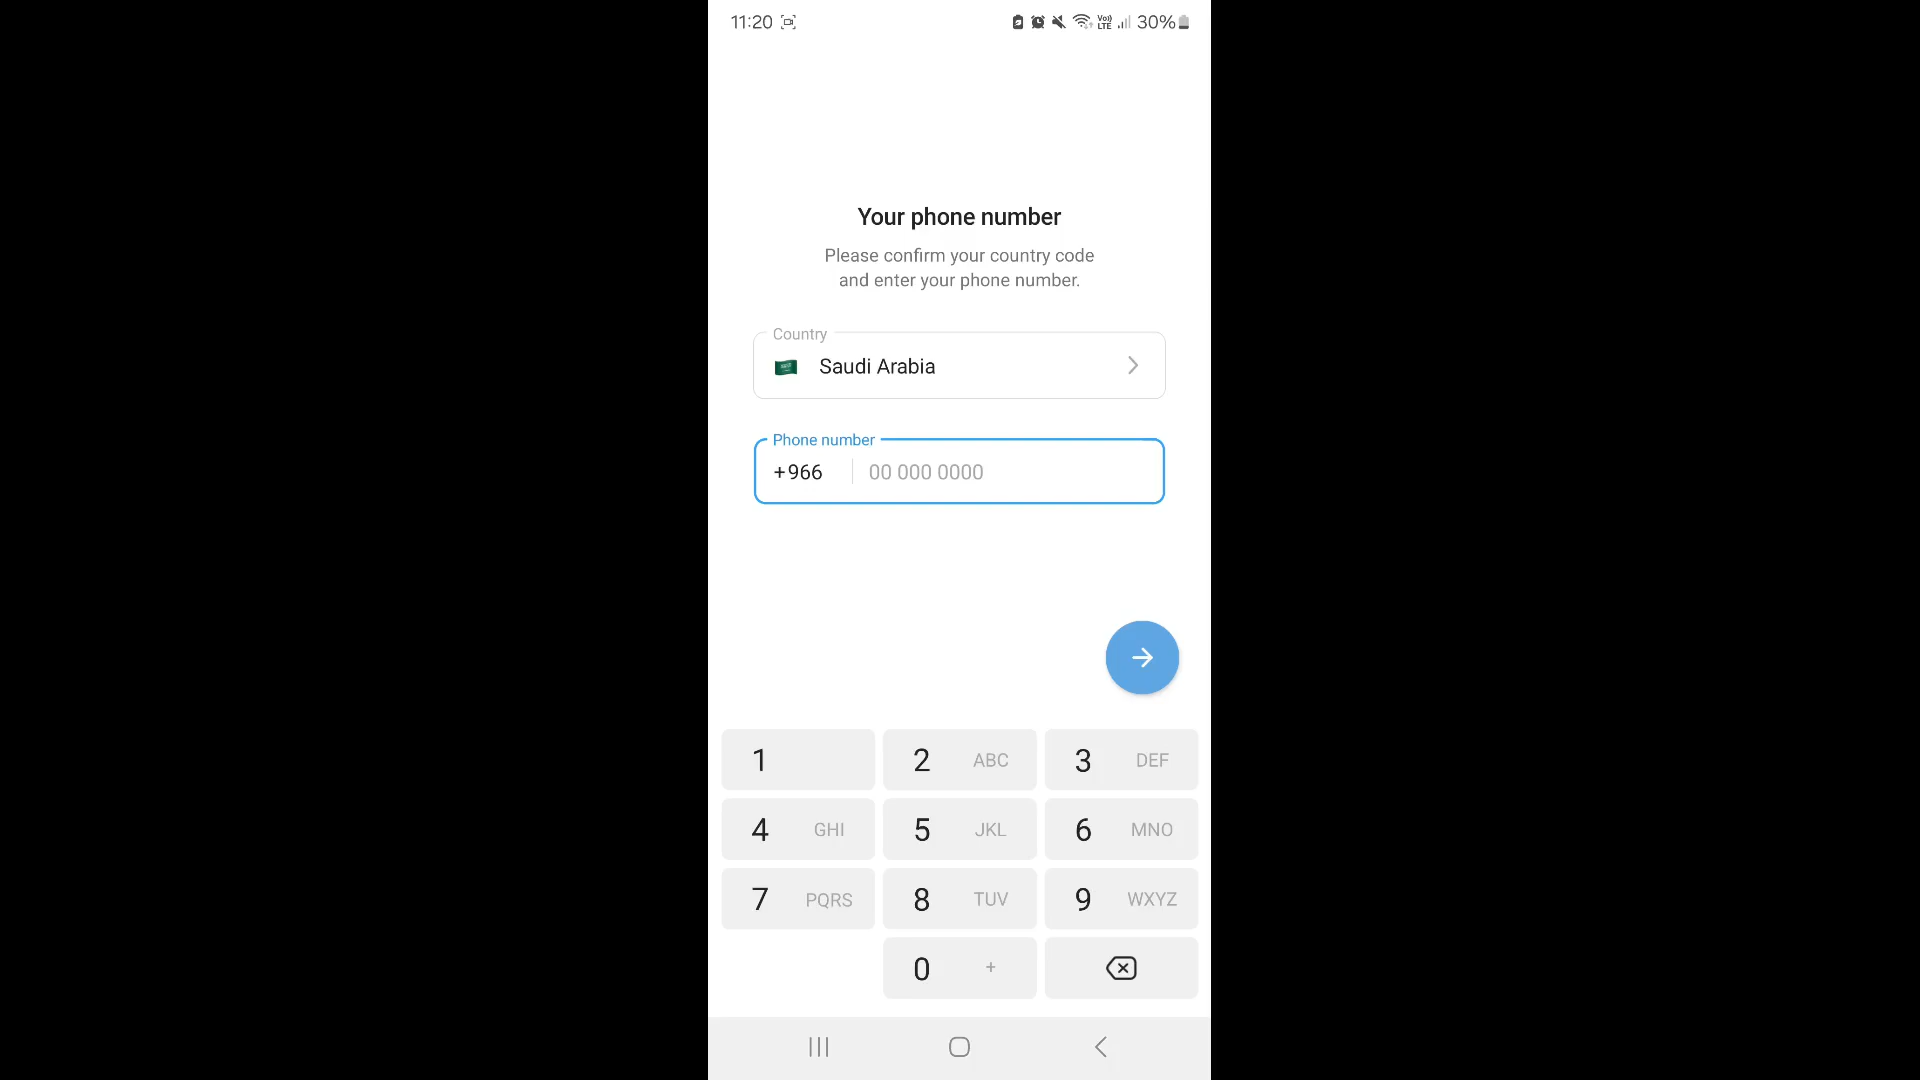 11:20
Vo)) LTE 30%
Your phone number
Please confirm your country code
and enter your phone number.
Country
Saudi Arabia
Phone number
+966 00 000 0000
1 2 ABC 3 DEF
4 GHI 5 JKL 6 MNO
7 PQRS 8 TUV 9 WXYZ
0 +